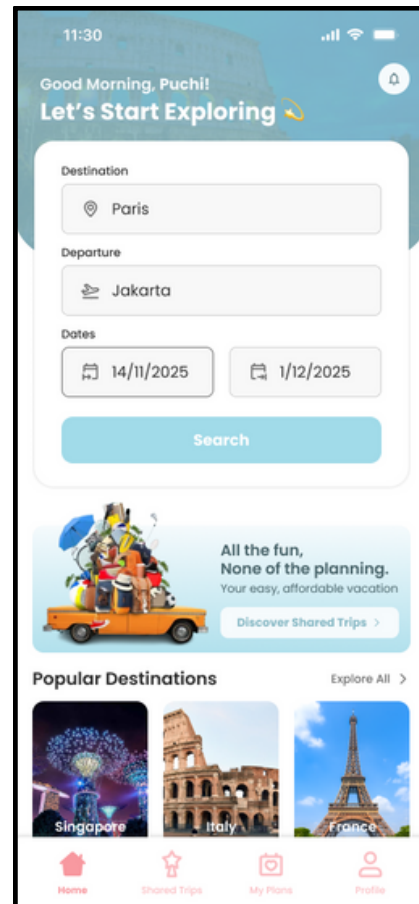 11:30
Good Morning, Puchi!
Let's Start Exploring
Destination
Paris
Departure
Jakarta
Dates
14/11/2025
1/12/2025
Search
All the fun,
None of the planning.
Your easy, affordable vacation
Discover Shared Trips >
Popular Destinations
Explore All >
Singapore
Italy
France
Home
Shared Trips
My Plans
Profile